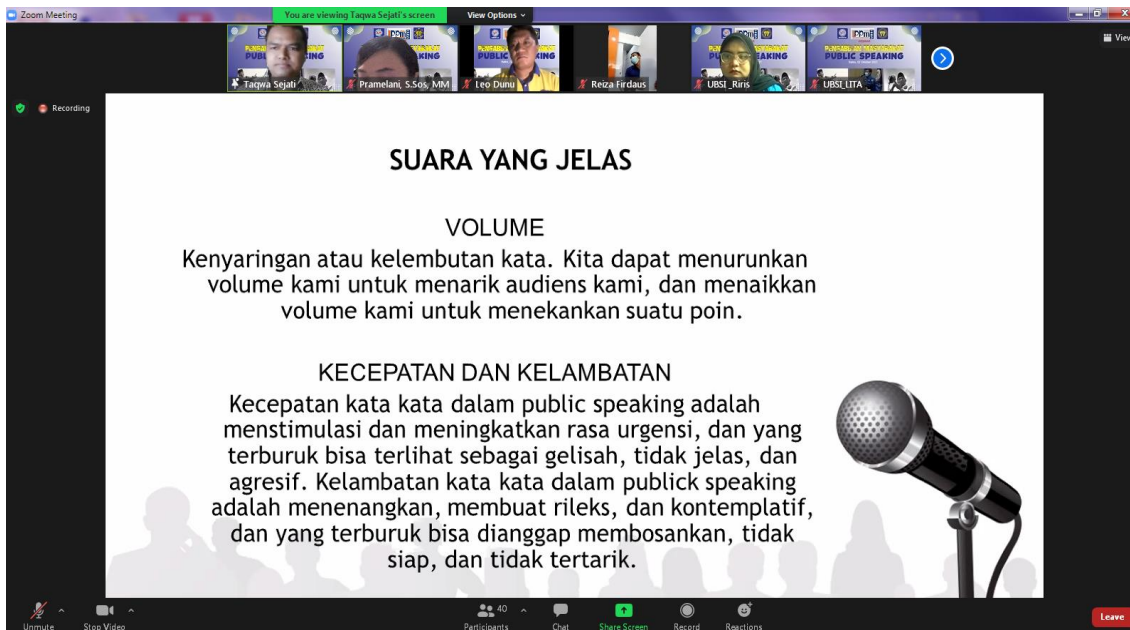 Zoom Meeting
You are viewing Taqwa Sejati's screen
View Options
View
PUBLIC SPEAKING
Taqwa Sejati
Pramelani, S.Sos, MM
Leo Dunu
Reiza Firdaus
UBSI_Riris
UBSI_LITA
Recording
SUARA YANG JELAS
VOLUME
Kenyaringan atau kelembutan kata. Kita dapat menurunkan
volume kami untuk menarik audiens kami, dan menaikkan
volume kami untuk menekankan suatu poin.
KECEPATAN DAN KELAMBATAN
Kecepatan kata kata dalam public speaking adalah
menstimulasi dan meningkatkan rasa urgensi, dan yang
terburuk bisa terlihat sebagai gelisah, tidak jelas, dan
agresif. Kelambatan kata kata dalam publick speaking
adalah menenangkan, membuat rileks, dan kontemplatif,
dan yang terburuk bisa dianggap membosankan, tidak
siap, dan tidak tertarik.
Unmute
Stop Video
Participants
40
Chat
Share Screen
Record
Reactions
Leave